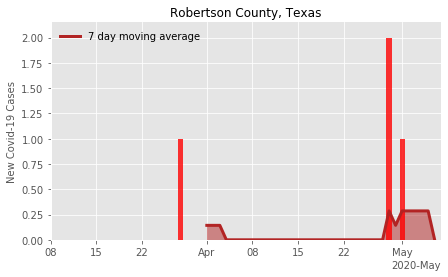 Robertson County, Texas
7 day moving average
New Covid-19 Cases
2.00
1.75
1.50
1.25
1.00
0.75
0.50
0.25
0.00
08 15 22 Apr 08 15 22 May
2020-May